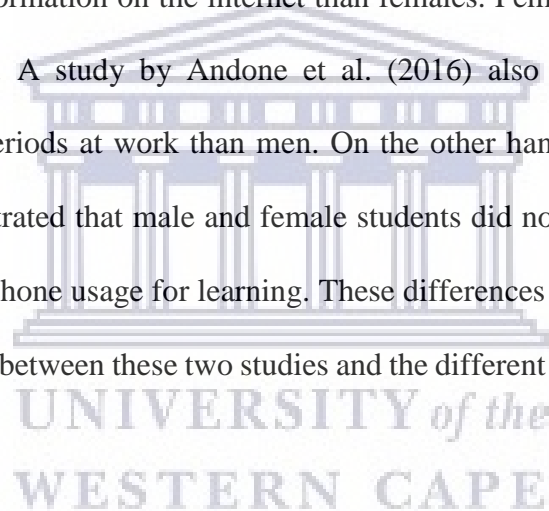 formation on the internet than females.
A study by Andone et al. (2016) also
eriods at work than men. On the other han
trated that male and female students did no
hone usage for learning. These differences
between these two studies and the different
UNIVERSITY of the
WESTERN CAPE